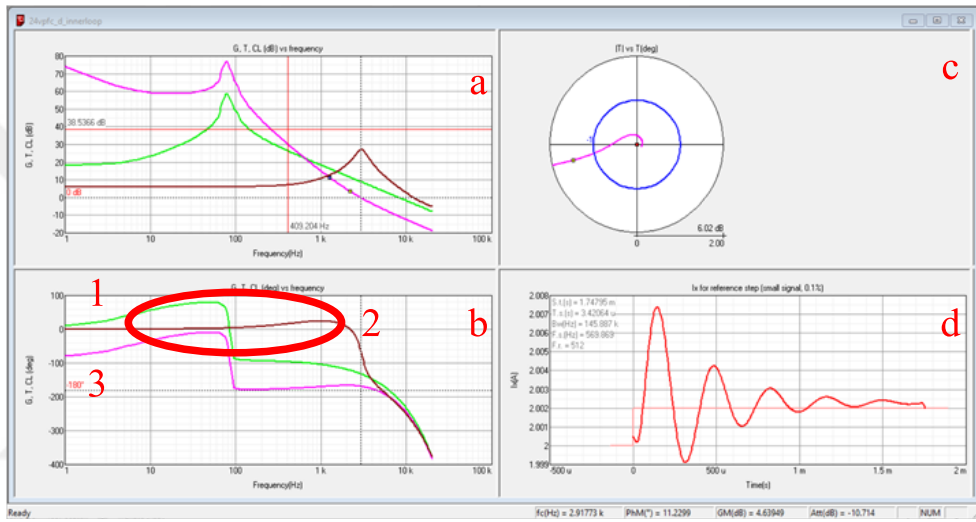 24vpfc_d_innerloop
G, T, CL (dB) vs frequency
a
80
70
60
50
40
30
20
10
0
-10
-20
38.5366 dB
0 dB
G, T, CL (dB)
409.204 Hz
1 10 100 1 k 10 k 100 k
Frequency(Hz)
|T| vs T(deg)
c
6.02 dB
0 2.00
G, T, CL (deg) vs frequency
1
2
3
b
100
0
-100
-180°
-200
-300
-400
G, T, CL (deg)
1 10 100 1 k 10 k 100 k
Frequency(Hz)
Ix for reference step (small signal, 0.1%)
d
S.t.(s) = 1.74795 m
T.s.(s) = 3.42064 u
Bw(Hz) = 145.887 k
F.s.(Hz) = 569.869
F.s. = 512
2.008
2.007
2.006
2.005
2.004
2.003
2.002
2.001
2
1.999
Ix(A)
-500 u 0 500 u 1 m 1.5 m 2 m
Time(s)
Ready
fc(Hz) = 2.91773 k PhM(°) = 11.2299 GM(dB) = 4.63949 Att(dB) = -10.714 NUM